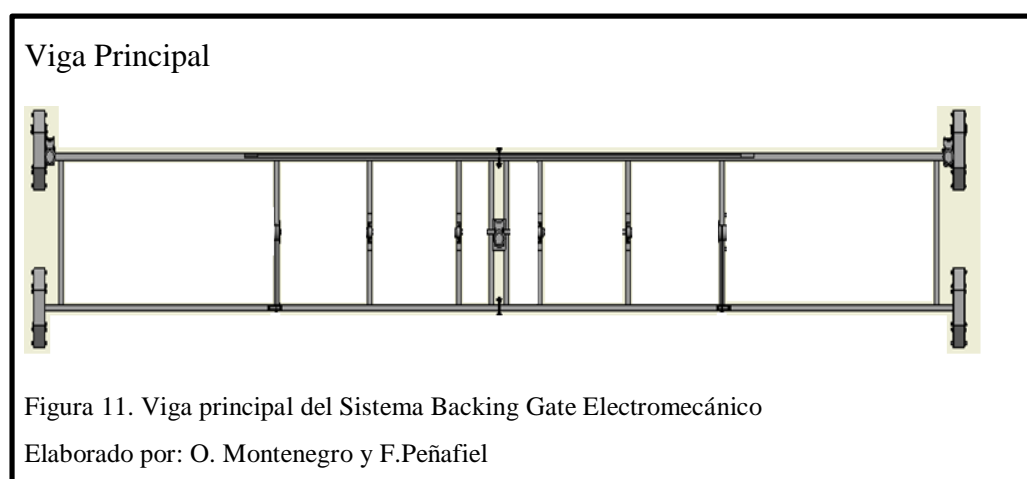 Viga Principal
Figura 11. Viga principal del Sistema Backing Gate Electromecánico
Elaborado por: O. Montenegro y F.Peñafiel